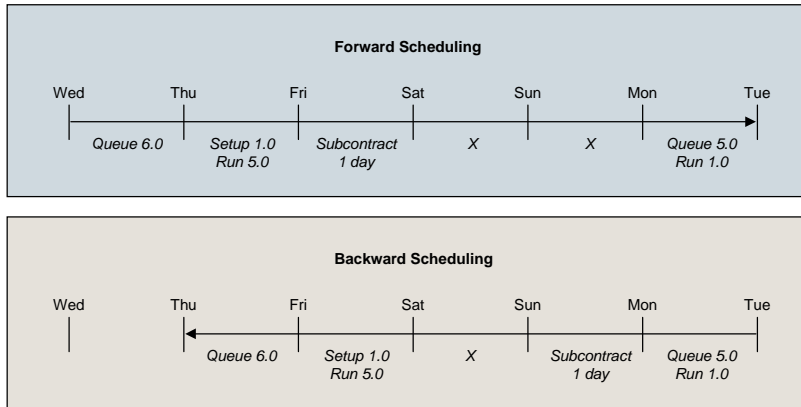 Forward Scheduling
Wed Thu Fri Sat Sun Mon Tue
Queue 6.0 Setup 1.0 Subcontract X X Queue 5.0
Run 5.0 1 day Run 1.0
Backward Scheduling
Wed Thu Fri Sat Sun Mon Tue
Queue 6.0 Setup 1.0 X Subcontract Queue 5.0
Run 5.0 1 day Run 1.0